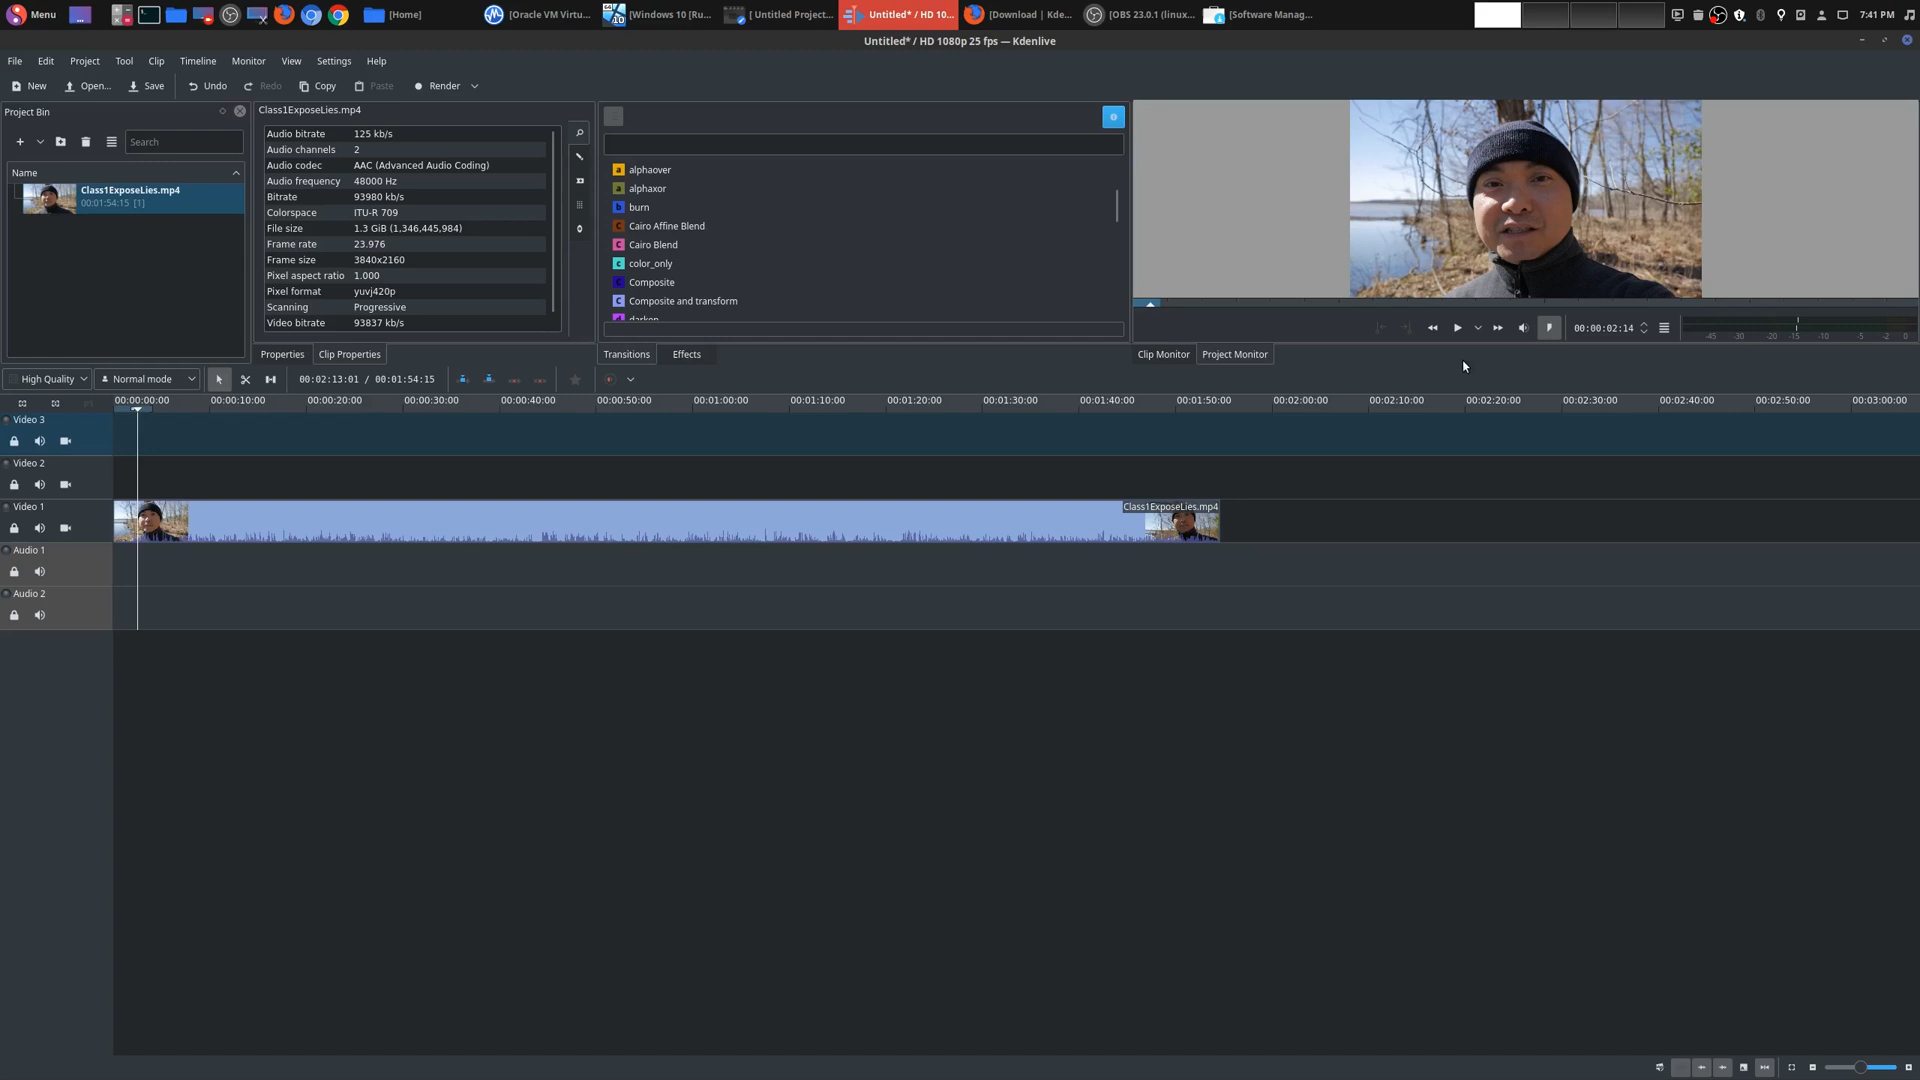 Menu [Home] [Oracle VM Virtu... [Windows 10 [Ru... [ Untitled Project... Untitled* / HD 10... [Download | Kde... [OBS 23.0.1 (linux... [Software Manag... 7:41 PM
Untitled* / HD 1080p 25 fps — Kdenlive
File Edit Project Tool Clip Timeline Monitor View Settings Help
New Open... Save Undo Redo Copy Paste Render
Project Bin
Search
Name
Class1ExposeLies.mp4
00:01:54:15 [1]
Class1ExposeLies.mp4
Audio bitrate 125 kb/s
Audio channels 2
Audio codec AAC (Advanced Audio Coding)
Audio frequency 48000 Hz
Bitrate 93980 kb/s
Colorspace ITU-R 709
File size 1.3 GiB (1,346,445,984)
Frame rate 23.976
Frame size 3840x2160
Pixel aspect ratio 1.000
Pixel format yuvj420p
Scanning Progressive
Video bitrate 93837 kb/s
Properties Clip Properties
a alphaover
a alphaxor
b burn
C Cairo Affine Blend
C Cairo Blend
c color_only
C Composite
C Composite and transform
darken
Transitions Effects
00:00:02:14
-45 -30 -20 -15 -10 -5 -2 0
Clip Monitor Project Monitor
High Quality Normal mode 00:02:13:01 / 00:01:54:15
00:00:00:00 00:00:10:00 00:00:20:00 00:00:30:00 00:00:40:00 00:00:50:00 00:01:00:00 00:01:10:00 00:01:20:00 00:01:30:00 00:01:40:00 00:01:50:00 00:02:00:00 00:02:10:00 00:02:20:00 00:02:30:00 00:02:40:00 00:02:50:00 00:03:00:00
Video 3
Video 2
Video 1
Class1ExposeLies.mp4
Audio 1
Audio 2